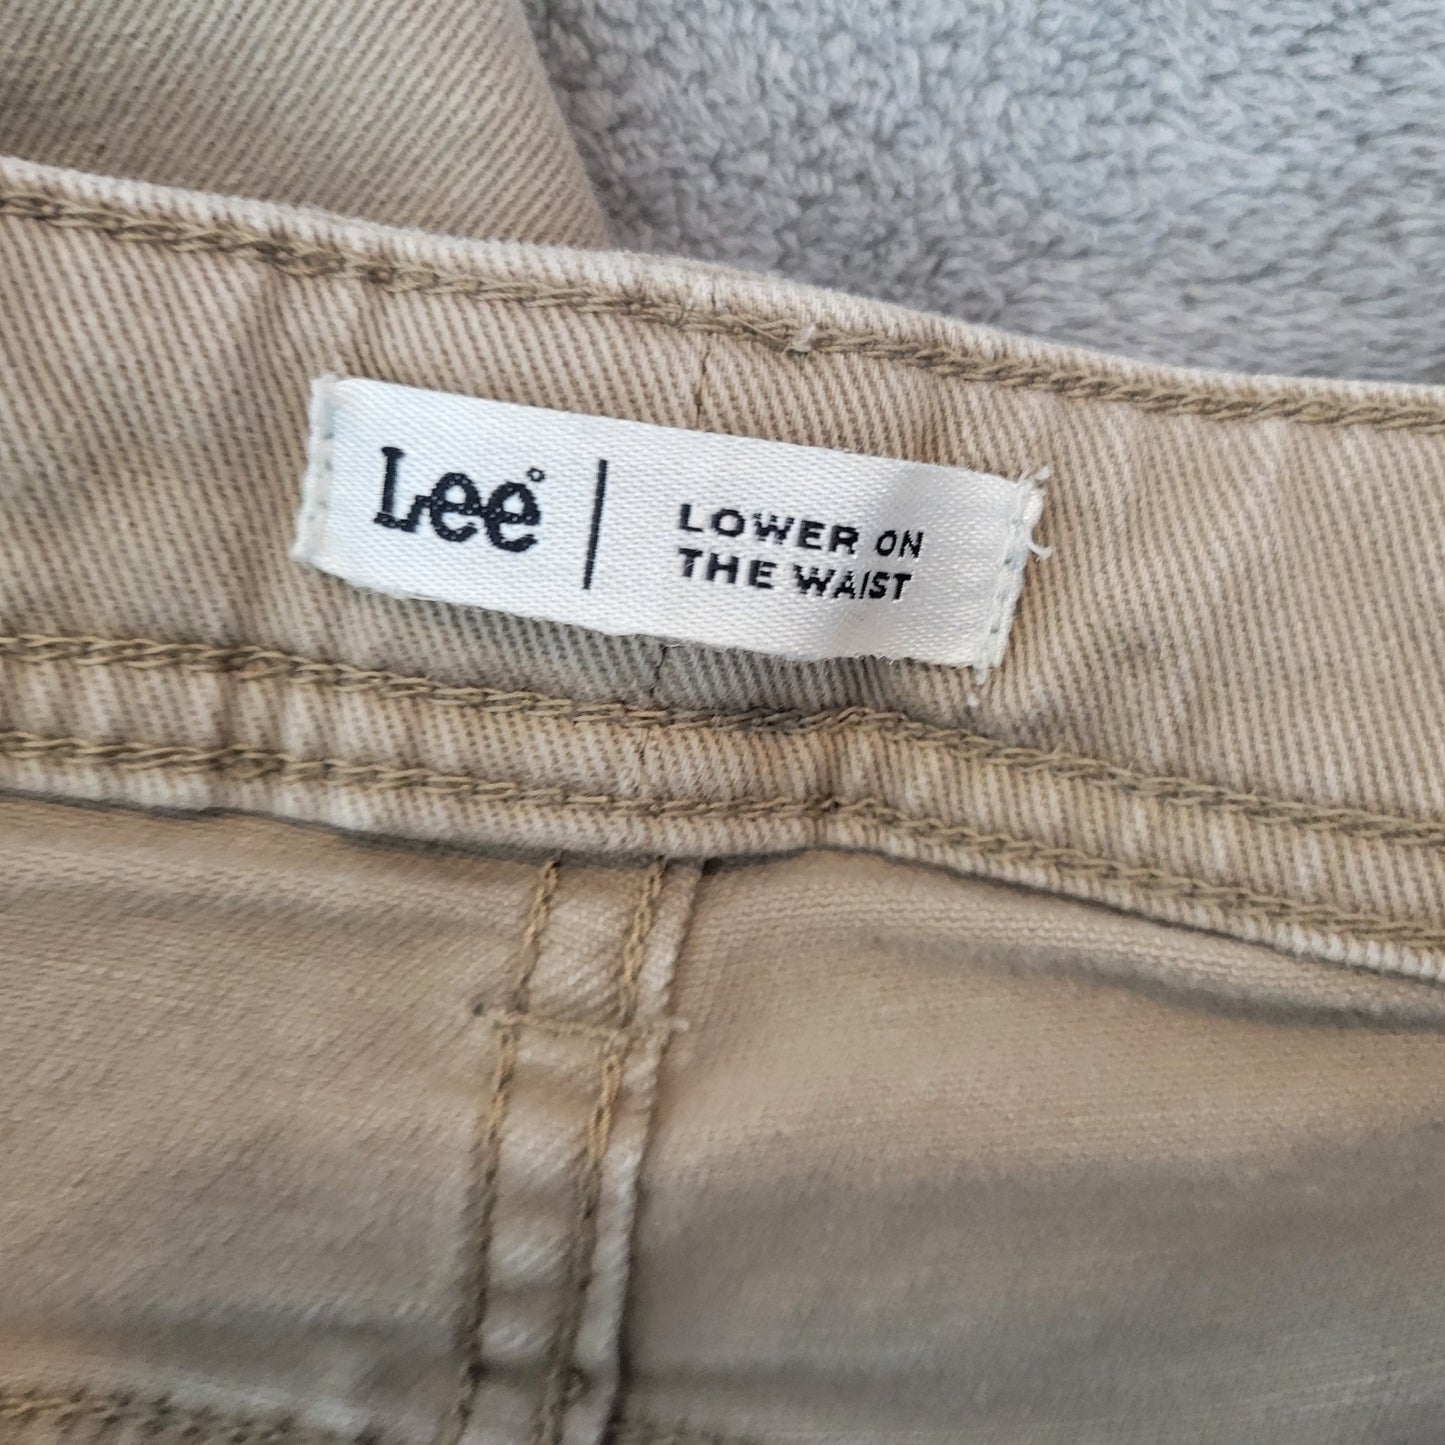 Lee
LOWER ON
THE WAIST